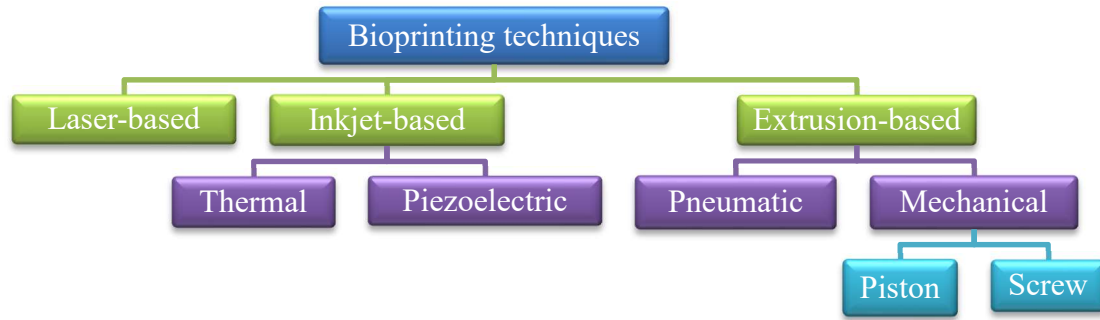 Bioprinting techniques
Laser-based
Inkjet-based
Extrusion-based
Thermal
Piezoelectric
Pneumatic
Mechanical
Piston
Screw